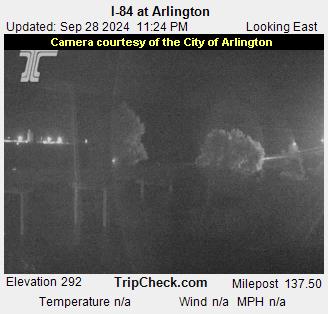 I-84 at Arlington
Updated: Sep 28 2024 11:24 PM Looking East
Camera courtesy of the City of Arlington
Elevation 292 TripCheck.com Milepost 137.50
Temperature n/a Wind n/a MPH n/a